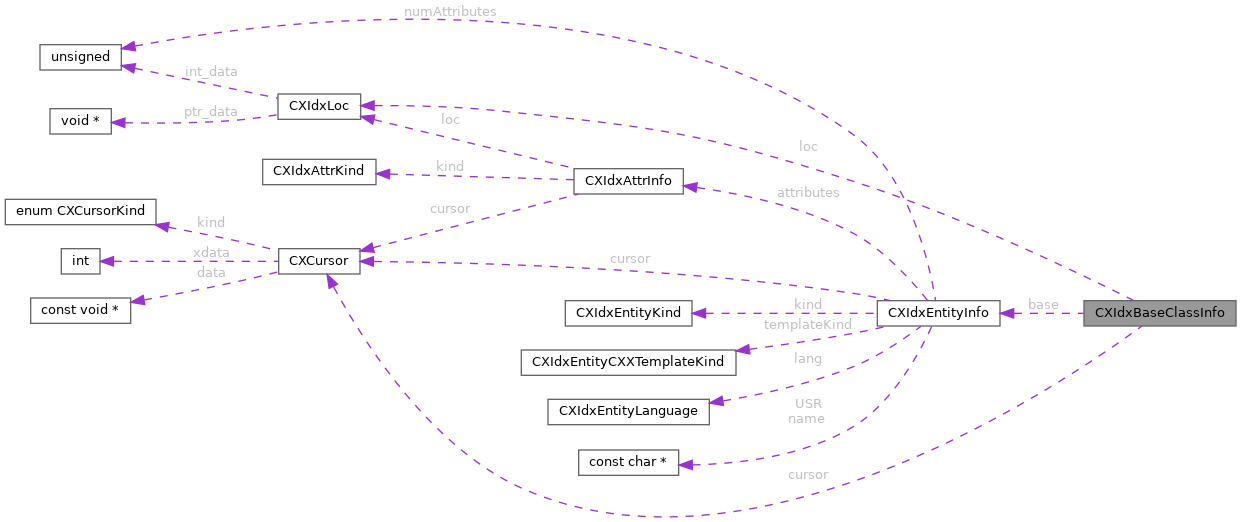 numAttributes
unsigned
int_data
CXIdxLoc
ptr_data
void *
loc
loc
kind
CXIdxAttrKind
CXIdxAttrInfo
attributes
enum CXCursorKind
kind
cursor
xdata
int
CXCursor
cursor
data
const void *
CXIdxEntityKind
kind
CXIdxEntityInfo
base
CXIdxBaseClassInfo
templateKind
CXIdxEntityCXXTemplateKind
lang
CXIdxEntityLanguage
USR
name
const char *
cursor